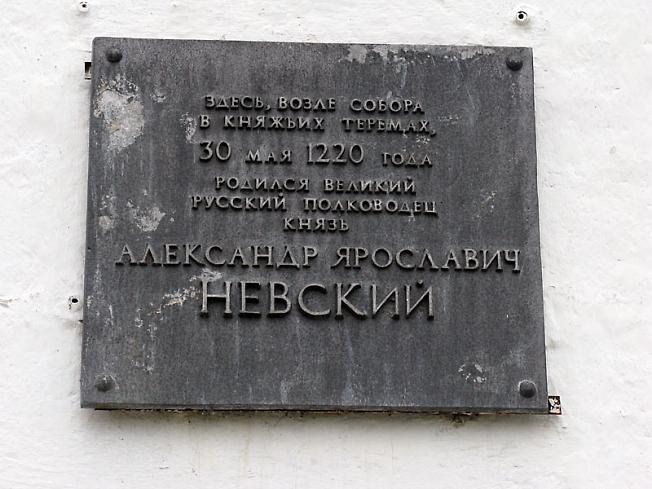 ЗДЕСЬ, ВОЗЛЕ СОБОРА
В КНЯЖЬИХ ТЕРЕМАХ,
30 МАЯ 1220 ГОДА
РОДИЛСЯ ВЕЛИКИЙ
РУССКИЙ ПОЛКОВОДЕЦ
КНЯЗЬ
АЛЕКСАНДР ЯРОСЛАВИЧ
НЕВСКИЙ